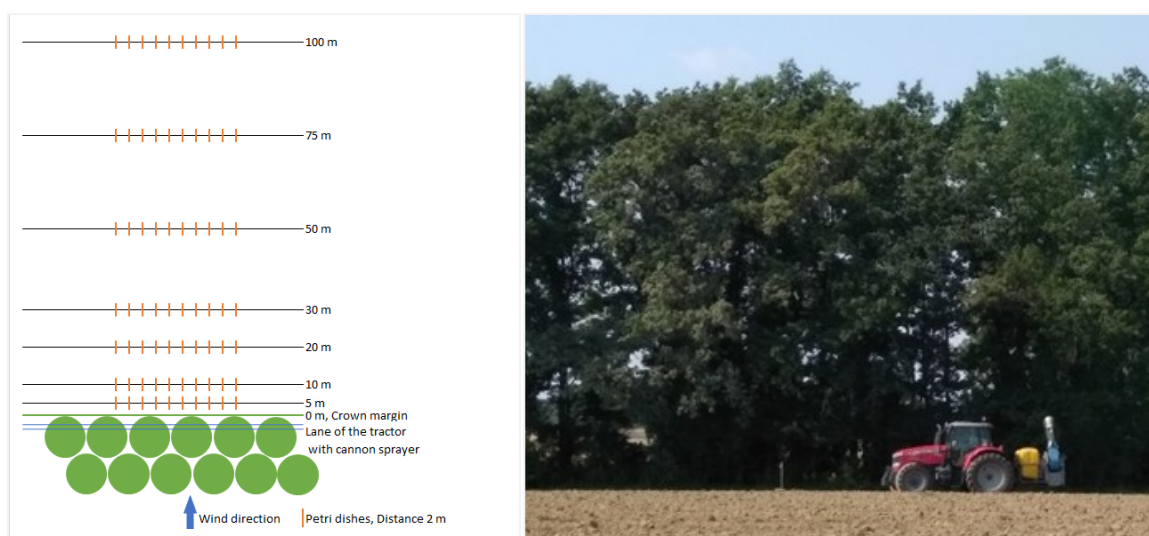 100 m
75 m
50 m
30 m
20 m
10 m
5 m
0 m, Crown margin
Lane of the tractor
with cannon sprayer
Wind direction
Petri dishes, Distance 2 m